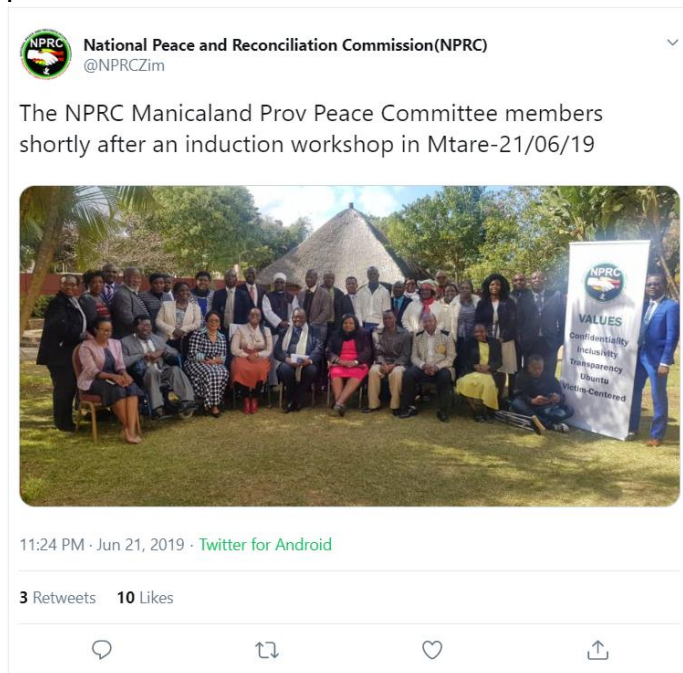 National Peace and Reconciliation Commission(NPRC)
@NPRCZim
The NPRC Manicaland Prov Peace Committee members
shortly after an induction workshop in Mtare-21/06/19
NPRC
NPRC
VALUES
Confidentiality
Inclusivity
Transparency
Ubuntu
Victim-Centered
11:24 PM · Jun 21, 2019 · Twitter for Android
3 Retweets 10 Likes